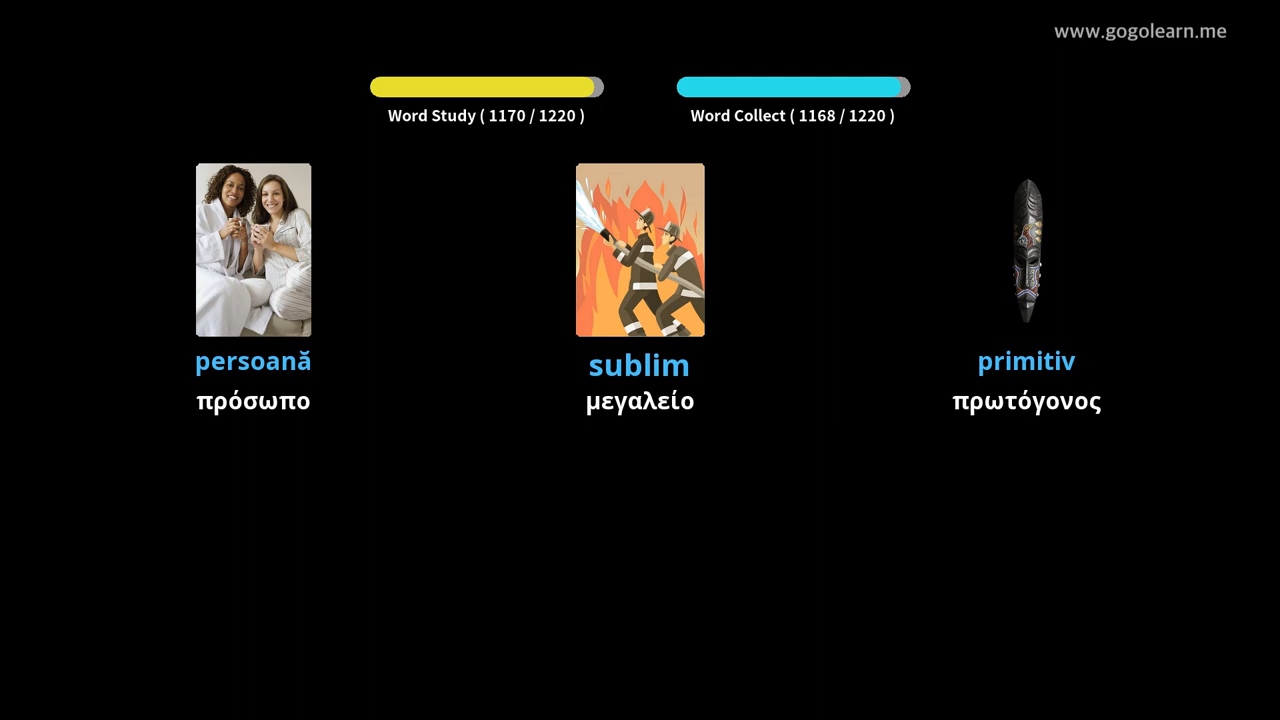 www.gogolearn.me
Word Study ( 1170 / 1220 )
Word Collect ( 1168 / 1220 )
persoană
πρόσωπο
sublim
μεγαλείο
primitiv
πρωτόγονος